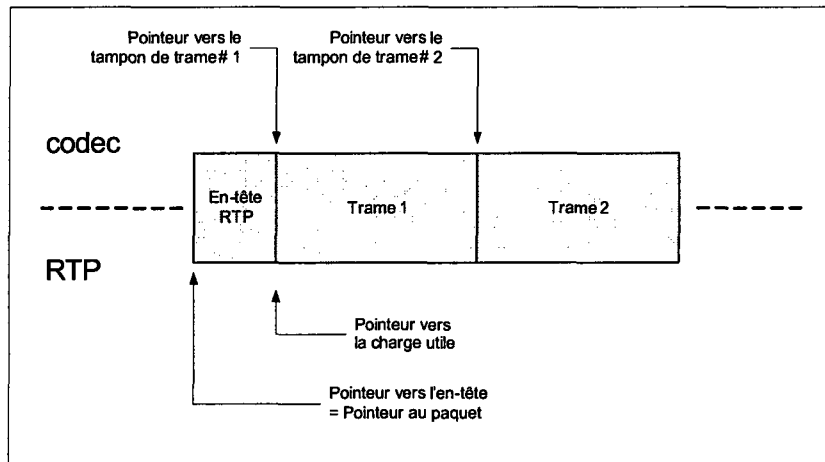 Pointeur vers le
tampon de trame# 1
Pointeur vers le
tampon de trame# 2
codec
En-tête
RTP
Trame 1
Trame 2
RTP
Pointeur vers
la charge utile
Pointeur vers l'en-tête
= Pointeur au paquet